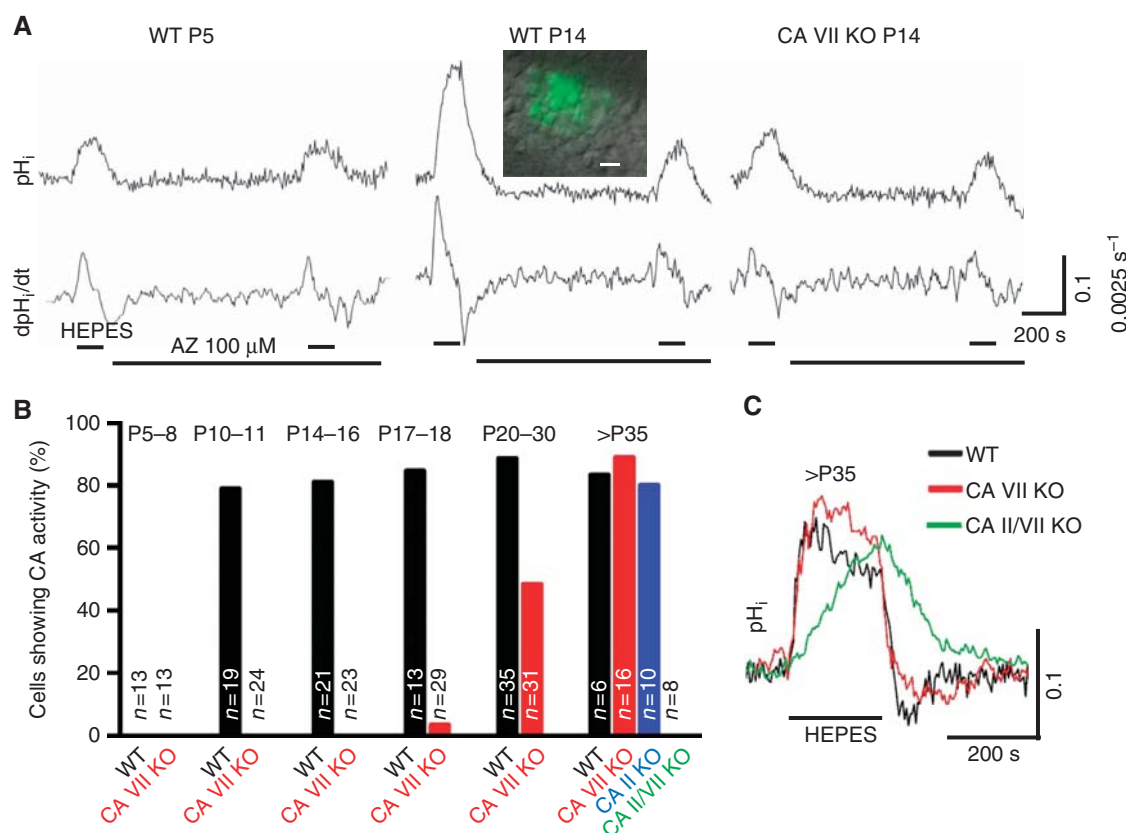 A
WT P5
WT P14
CA VII KO P14
pHi
dpHi/dt
HEPES
AZ 100 μM
0.1
0.0025 s⁻¹
200 s
B
Cells showing CA activity (%)
100
80
60
40
20
0
P5–8
P10–11
P14–16
P17–18
P20–30
>P35
n=13
n=13
n=19
n=24
n=21
n=23
n=13
n=29
n=35
n=31
n=6
n=16
n=10
n=8
WT
CA VII KO
WT
CA VII KO
WT
CA VII KO
WT
CA VII KO
WT
CA VII KO
WT
CA VII KO
CA II KO
CA II/VII KO
C
>P35
WT
CA VII KO
CA II/VII KO
pHi
HEPES
0.1
200 s